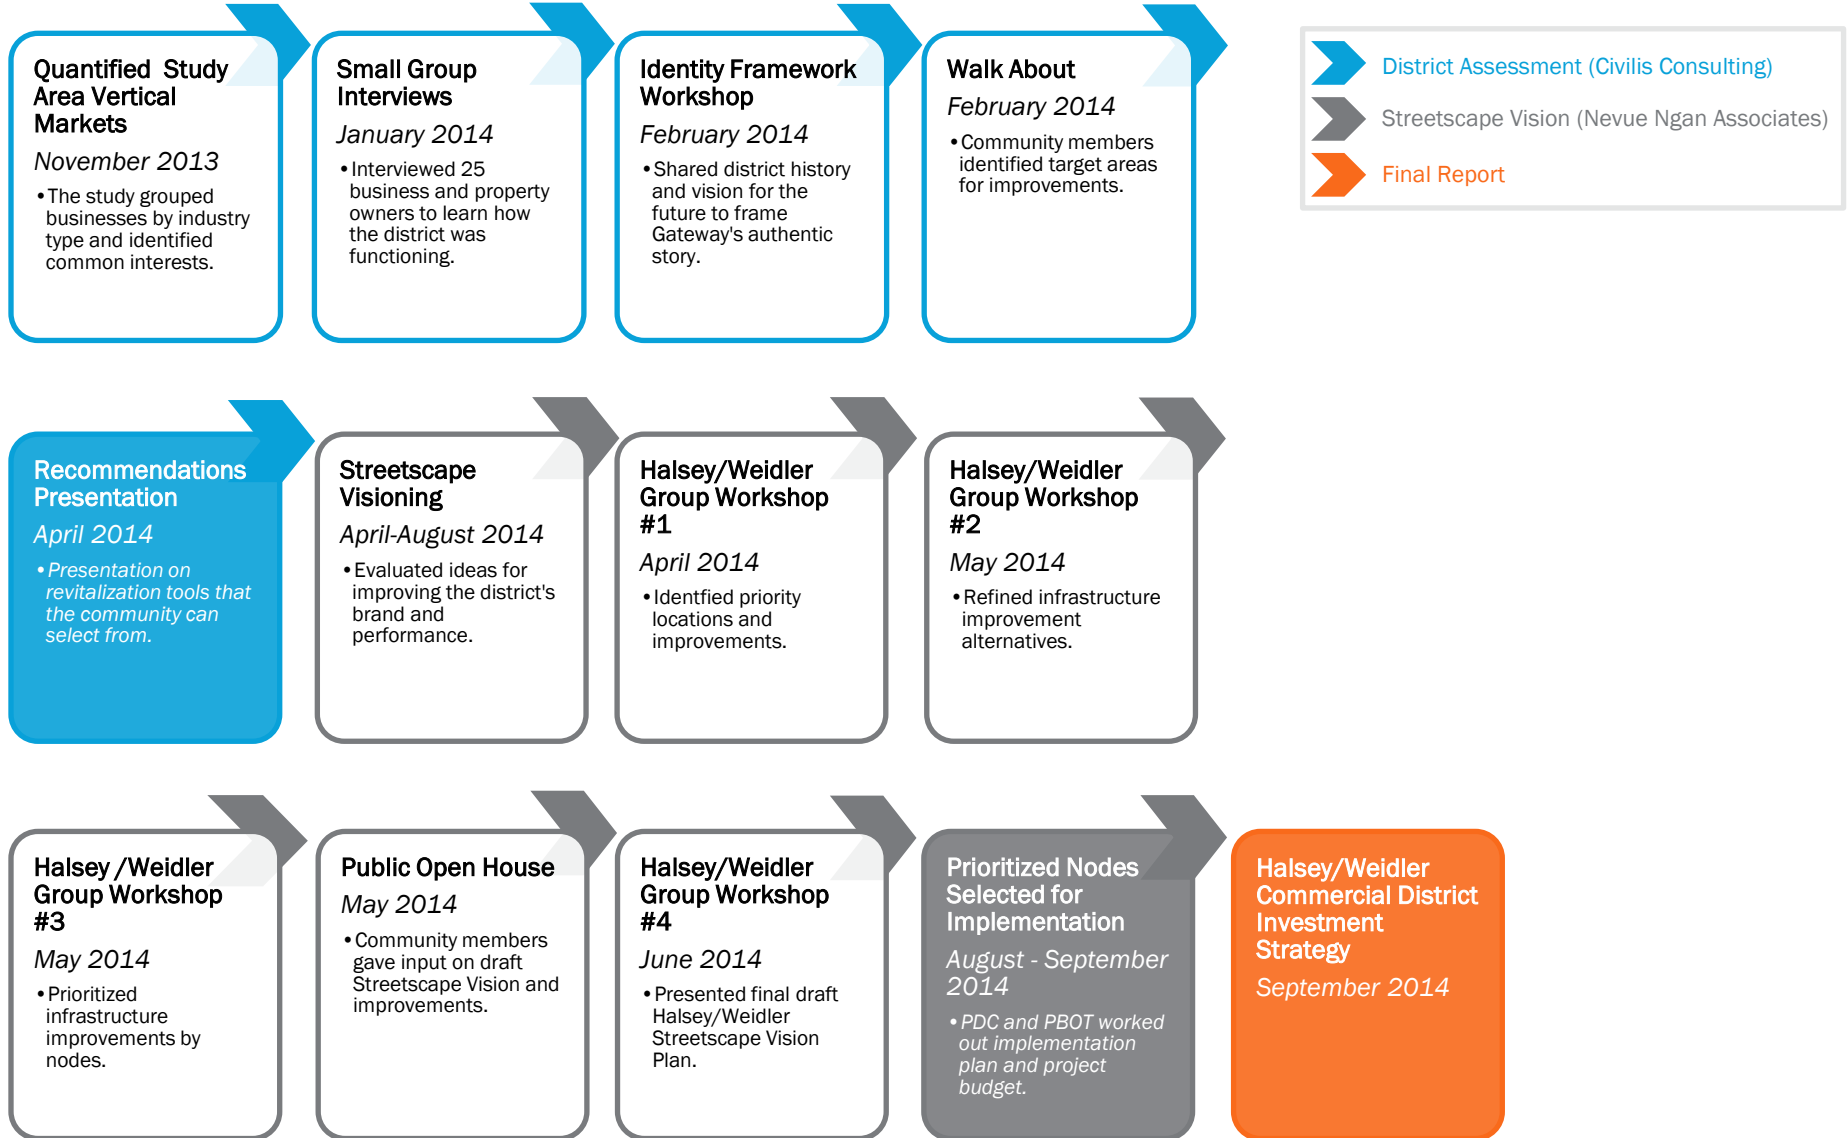 Quantified Study
Area Vertical
Markets
November 2013
•The study grouped
businesses by industry
type and identified
common interests.
Small Group
Interviews
January 2014
•Interviewed 25
business and property
owners to learn how
the district was
functioning.
Identity Framework
Workshop
February 2014
•Shared district history
and vision for the
future to frame
Gateway's authentic
story.
Walk About
February 2014
•Community members
identified target areas
for improvements.
District Assessment (Civilis Consulting)
Streetscape Vision (Nevue Ngan Associates)
Final Report
Recommendations
Presentation
April 2014
•Presentation on
revitalization tools that
the community can
select from.
Streetscape
Visioning
April-August 2014
•Evaluated ideas for
improving the district's
brand and
performance.
Halsey/Weidler
Group Workshop
#1
April 2014
•Identfied priority
locations and
improvements.
Halsey/Weidler
Group Workshop
#2
May 2014
•Refined infrastructure
improvement
alternatives.
Halsey /Weidler
Group Workshop
#3
May 2014
•Prioritized
infrastructure
improvements by
nodes.
Public Open House
May 2014
•Community members
gave input on draft
Streetscape Vision and
improvements.
Halsey/Weidler
Group Workshop
#4
June 2014
•Presented final draft
Halsey/Weidler
Streetscape Vision
Plan.
Prioritized Nodes
Selected for
Implementation
August - September
2014
•PDC and PBOT worked
out implementation
plan and project
budget.
Halsey/Weidler
Commercial District
Investment
Strategy
September 2014